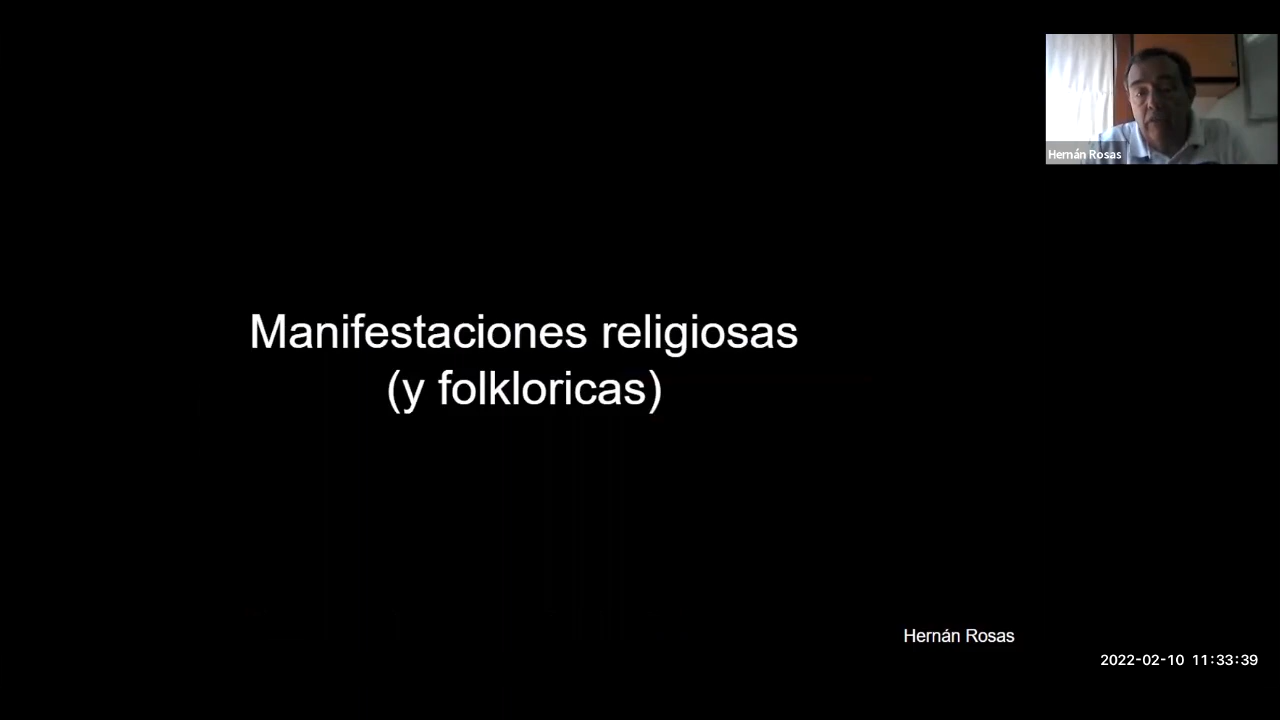 Hernán Rosas
Manifestaciones religiosas
(y folkloricas)
Hernán Rosas
2022-02-10 11:33:39